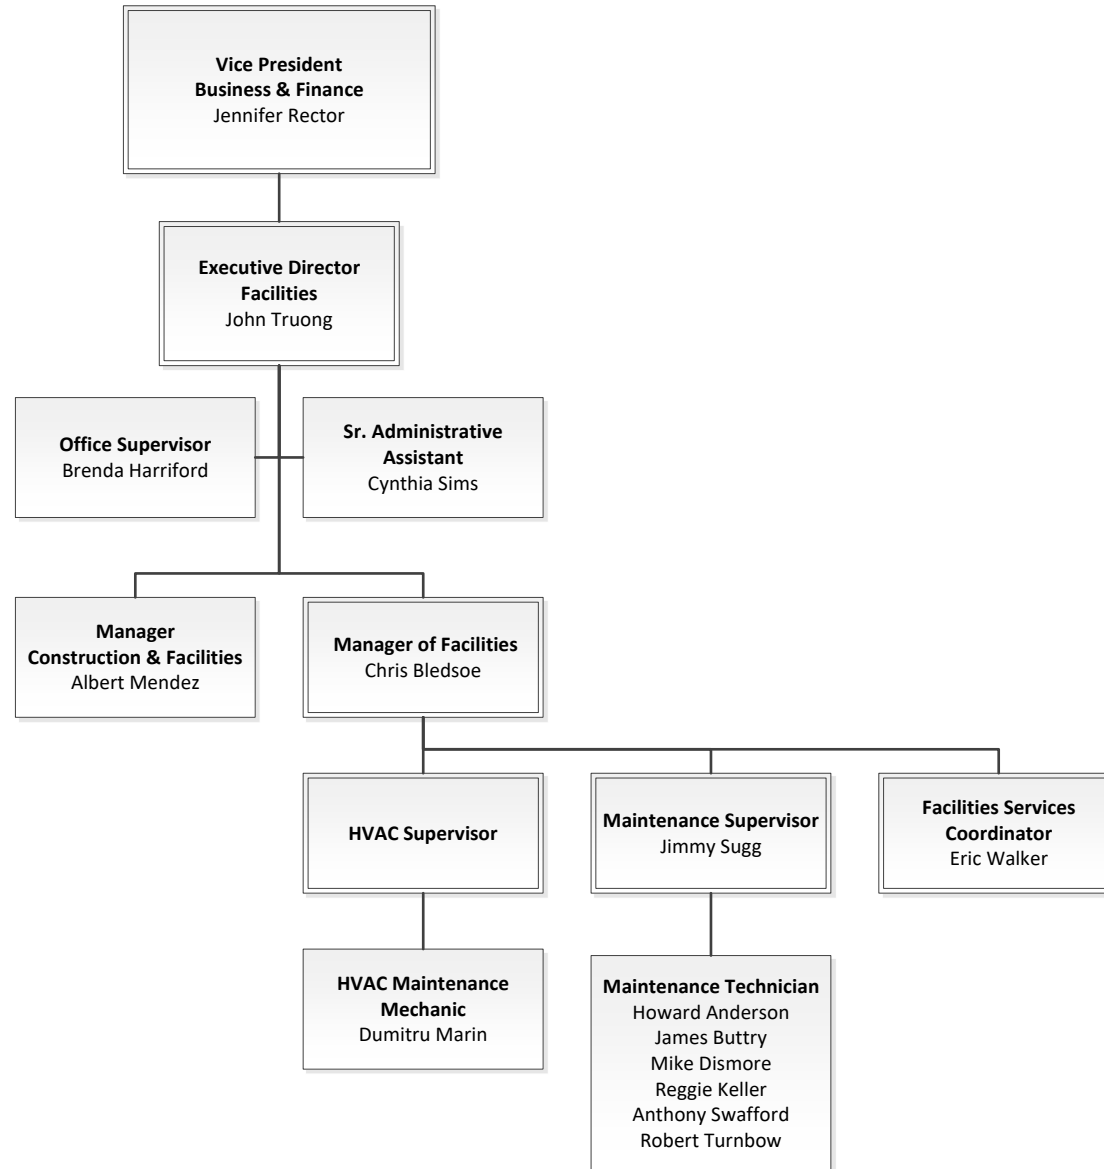 Vice President
Business & Finance
Jennifer Rector
Executive Director
Facilities
John Truong
Office Supervisor
Brenda Harriford
Sr. Administrative
Assistant
Cynthia Sims
Manager
Construction & Facilities
Albert Mendez
Manager of Facilities
Chris Bledsoe
HVAC Supervisor
Maintenance Supervisor
Jimmy Sugg
Facilities Services
Coordinator
Eric Walker
HVAC Maintenance
Mechanic
Dumitru Marin
Maintenance Technician
Howard Anderson
James Buttry
Mike Dismore
Reggie Keller
Anthony Swafford
Robert Turnbow